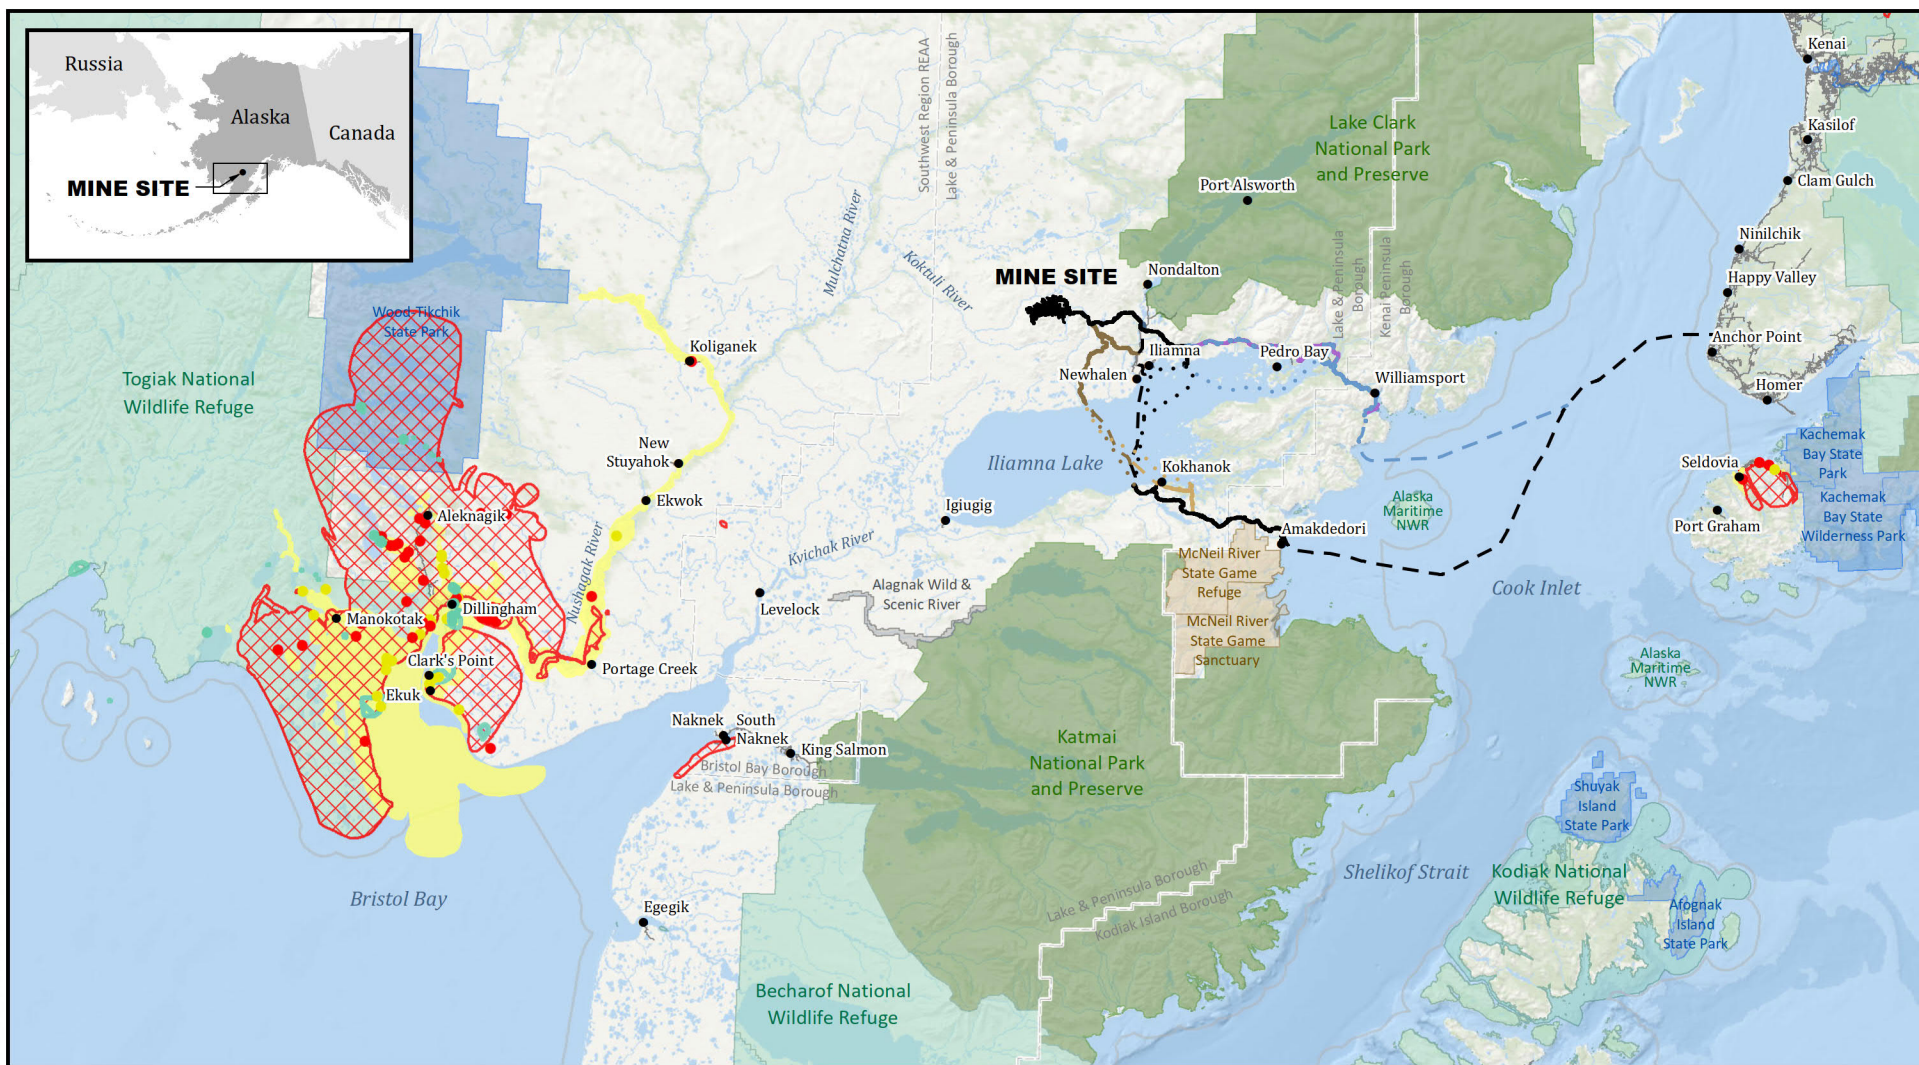 Russia
Alaska
Canada
MINE SITE
Southwest Region REAA
Lake & Peninsula Borough
Mulchatna River
Koktuli River
MINE SITE
Nondalton
Port Alsworth
Lake Clark
National Park
and Preserve
Lake & Peninsula
Borough
Kenai Peninsula
Borough
Kenai
Kasilof
Clam Gulch
Ninilchik
Happy Valley
Anchor Point
Homer
Wood-Tikchik
State Park
Togiak National
Wildlife Refuge
Koliganek
New
Stuyahok
Ekwok
Iliamna
Newhalen
Pedro Bay
Williamsport
Iliamna Lake
Kokhanok
Igiugig
Amakdedori
Alaska
Maritime
NWR
Seldovia
Port Graham
Kachemak
Bay State
Park
Kachemak
Bay State
Wilderness Park
Aleknagik
Nushagak River
Kvichak River
Alagnak Wild &
Scenic River
Levelock
McNeil River
State Game
Refuge
McNeil River
State Game
Sanctuary
Cook Inlet
Dillingham
Manokotak
Clark's Point
Ekuk
Portage Creek
Alaska
Maritime
NWR
Naknek
South
Naknek
King Salmon
Bristol Bay Borough
Lake & Peninsula Borough
Katmai
National Park
and Preserve
Shuyak
Island
State Park
Bristol Bay
Egegik
Lake & Peninsula Borough
Kodiak Island Borough
Shelikof Strait
Kodiak National
Wildlife Refuge
Afognak
Island
State Park
Becharof National
Wildlife Refuge